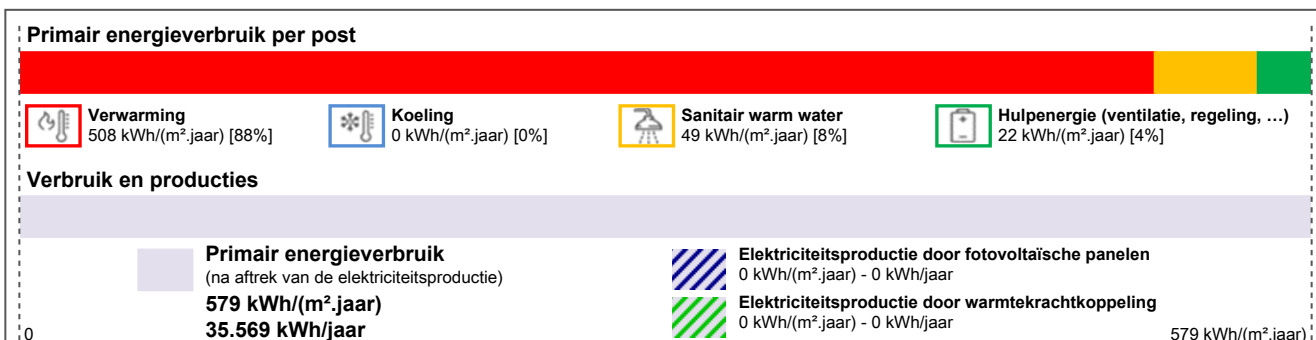 Primair energieverbruik per post
Verwarming
508 kWh/(m².jaar) [88%]
Koeling
0 kWh/(m².jaar) [0%]
Sanitair warm water
49 kWh/(m².jaar) [8%]
Hulpenergie (ventilatie, regeling, …)
22 kWh/(m².jaar) [4%]
Verbruik en producties
Primair energieverbruik
(na aftrek van de elektriciteitsproductie)
579 kWh/(m².jaar)
35.569 kWh/jaar
Elektriciteitsproductie door fotovoltaïsche panelen
0 kWh/(m².jaar) - 0 kWh/jaar
Elektriciteitsproductie door warmtekrachtkoppeling
0 kWh/(m².jaar) - 0 kWh/jaar
0
579 kWh/(m².jaar)